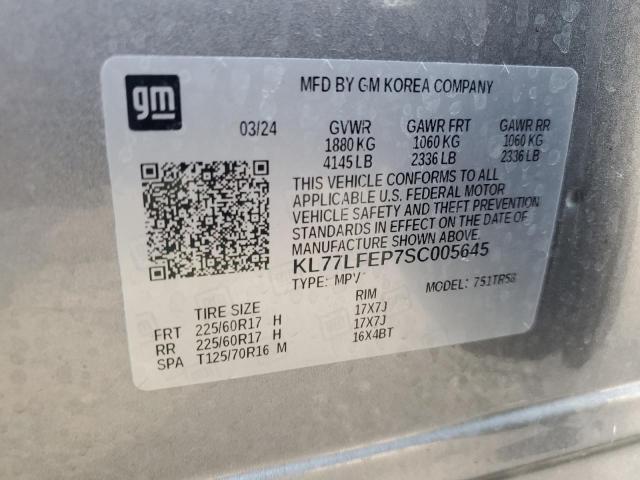 gm
MFD BY GM KOREA COMPANY
03/24 GVWR GAWR FRT GAWR RR
1880 KG 1060 KG 1060 KG
4145 LB 2336 LB 2336 LB
THIS VEHICLE CONFORMS TO ALL
APPLICABLE U.S. FEDERAL MOTOR
VEHICLE SAFETY AND THEFT PREVENTION
STANDARDS IN EFFECT ON THE DATE OF
MANUFACTURE SHOWN ABOVE.
KL77LFEP7SC005645
TYPE: MPV MODEL: 751TR58
TIRE SIZE RIM
FRT 225/60R17 H 17X7J
RR 225/60R17 H 17X7J
SPA T125/70R16 M 16X4BT